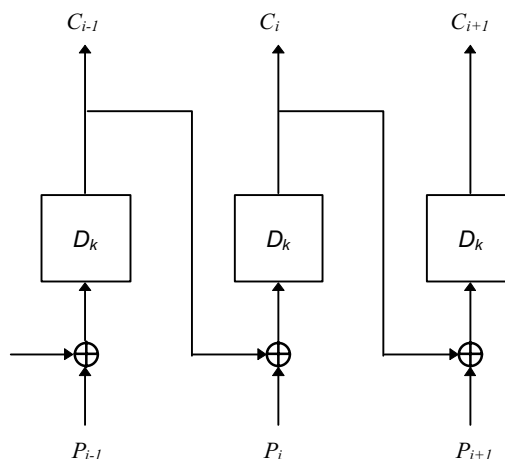 C_{i-1} C_i C_{i+1}
D_k D_k D_k
P_{i-1} P_i P_{i+1}